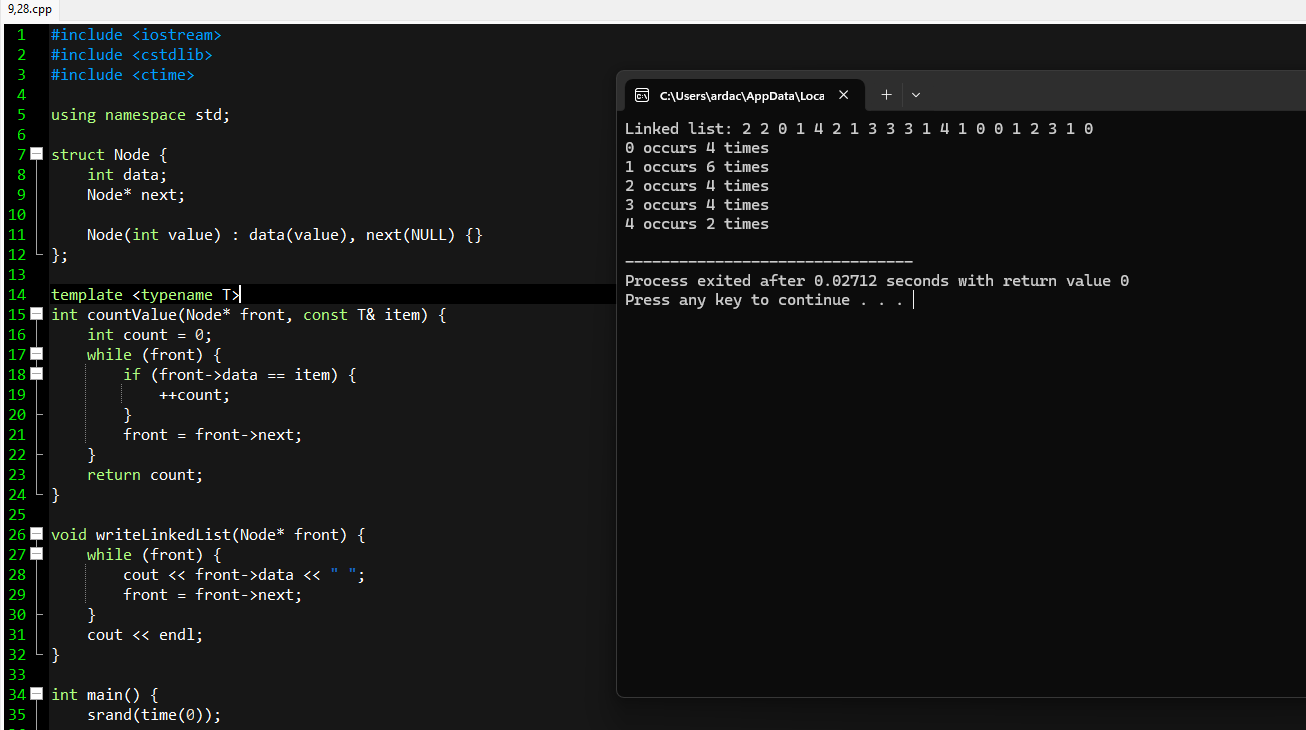 9,28.cpp
1 #include <iostream>
2 #include <cstdlib>
3 #include <ctime>
4
5 using namespace std;
6
7 struct Node {
8     int data;
9     Node* next;
10
11     Node(int value) : data(value), next(NULL) {}
12 };
13
14 template <typename T>
15 int countValue(Node* front, const T& item) {
16     int count = 0;
17     while (front) {
18         if (front->data == item) {
19             ++count;
20         }
21         front = front->next;
22     }
23     return count;
24 }
25
26 void writeLinkedList(Node* front) {
27     while (front) {
28         cout << front->data << " ";
29         front = front->next;
30     }
31     cout << endl;
32 }
33
34 int main() {
35     srand(time(0));
C:\Users\ardac\AppData\Loca
Linked list: 2 2 0 1 4 2 1 3 3 3 1 4 1 0 0 1 2 3 1 0
0 occurs 4 times
1 occurs 6 times
2 occurs 4 times
3 occurs 4 times
4 occurs 2 times
--------------------------------
Process exited after 0.02712 seconds with return value 0
Press any key to continue . . .